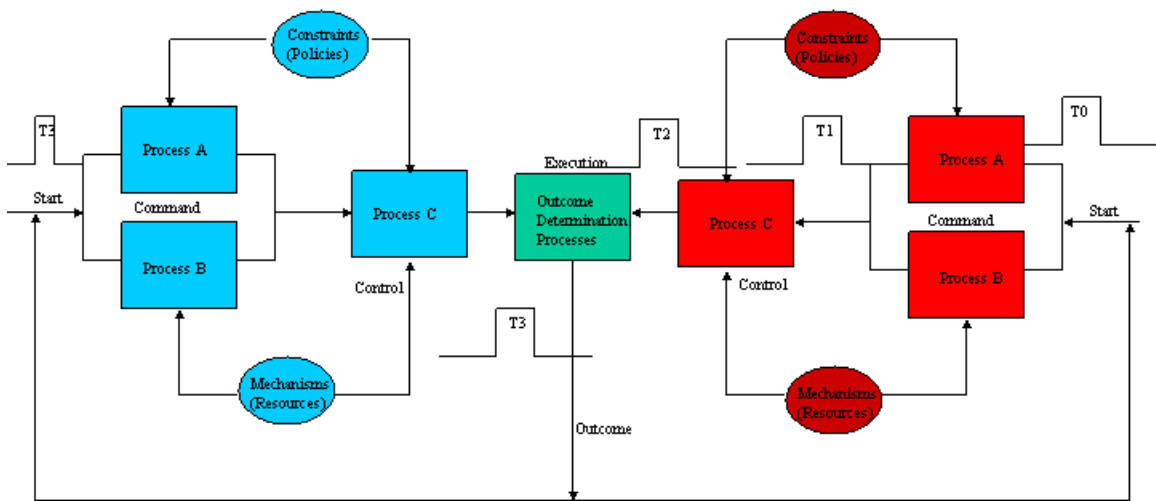 Constraints
(Policies)
Constraints
(Policies)
T3
T2
T1
T0
Process A
Execution
Process A
Start
Command
Process C
Outcome
Determination
Processes
Process C
Command
Start
Process B
Control
Control
Process B
T3
Mechanisms
(Resources)
Mechanisms
(Resources)
Outcome